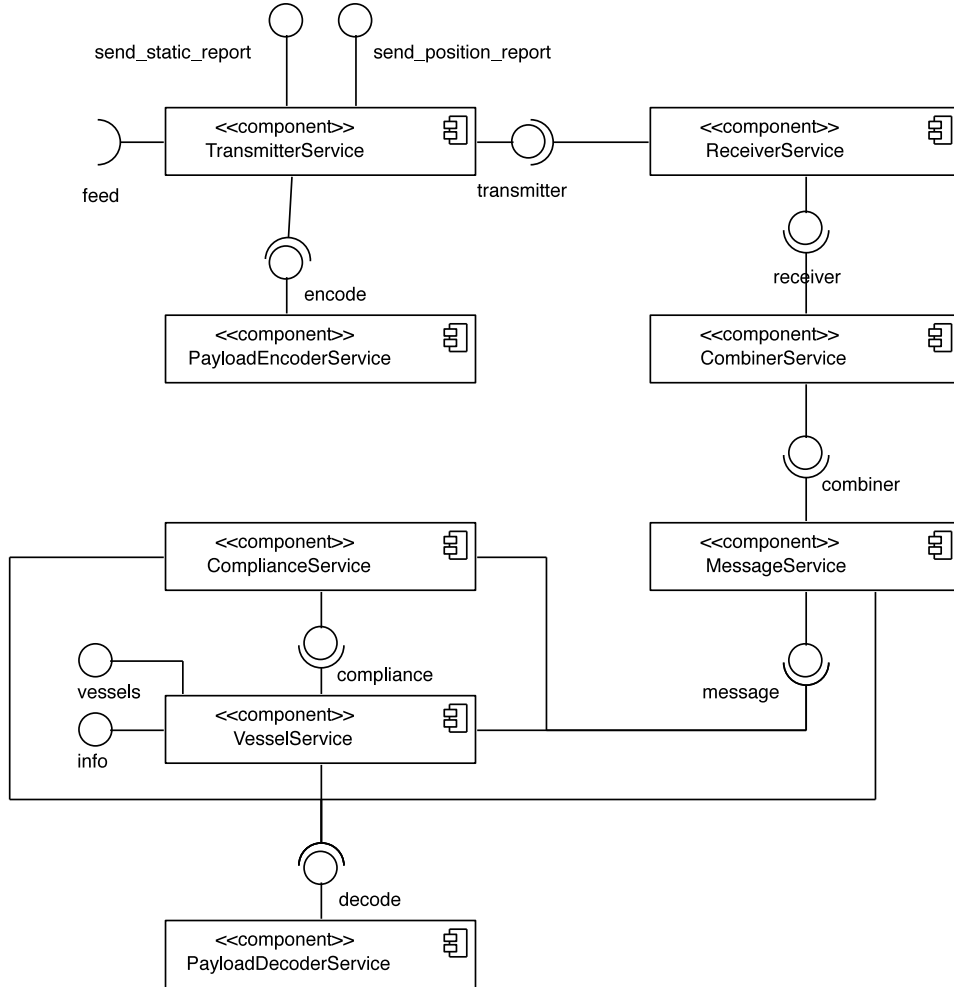 send_static_report
send_position_report
<<component>>
TransmitterService
<<component>>
ReceiverService
feed
transmitter
receiver
encode
<<component>>
PayloadEncoderService
<<component>>
CombinerService
combiner
<<component>>
ComplianceService
<<component>>
MessageService
compliance
vessels
message
<<component>>
VesselService
info
decode
<<component>>
PayloadDecoderService